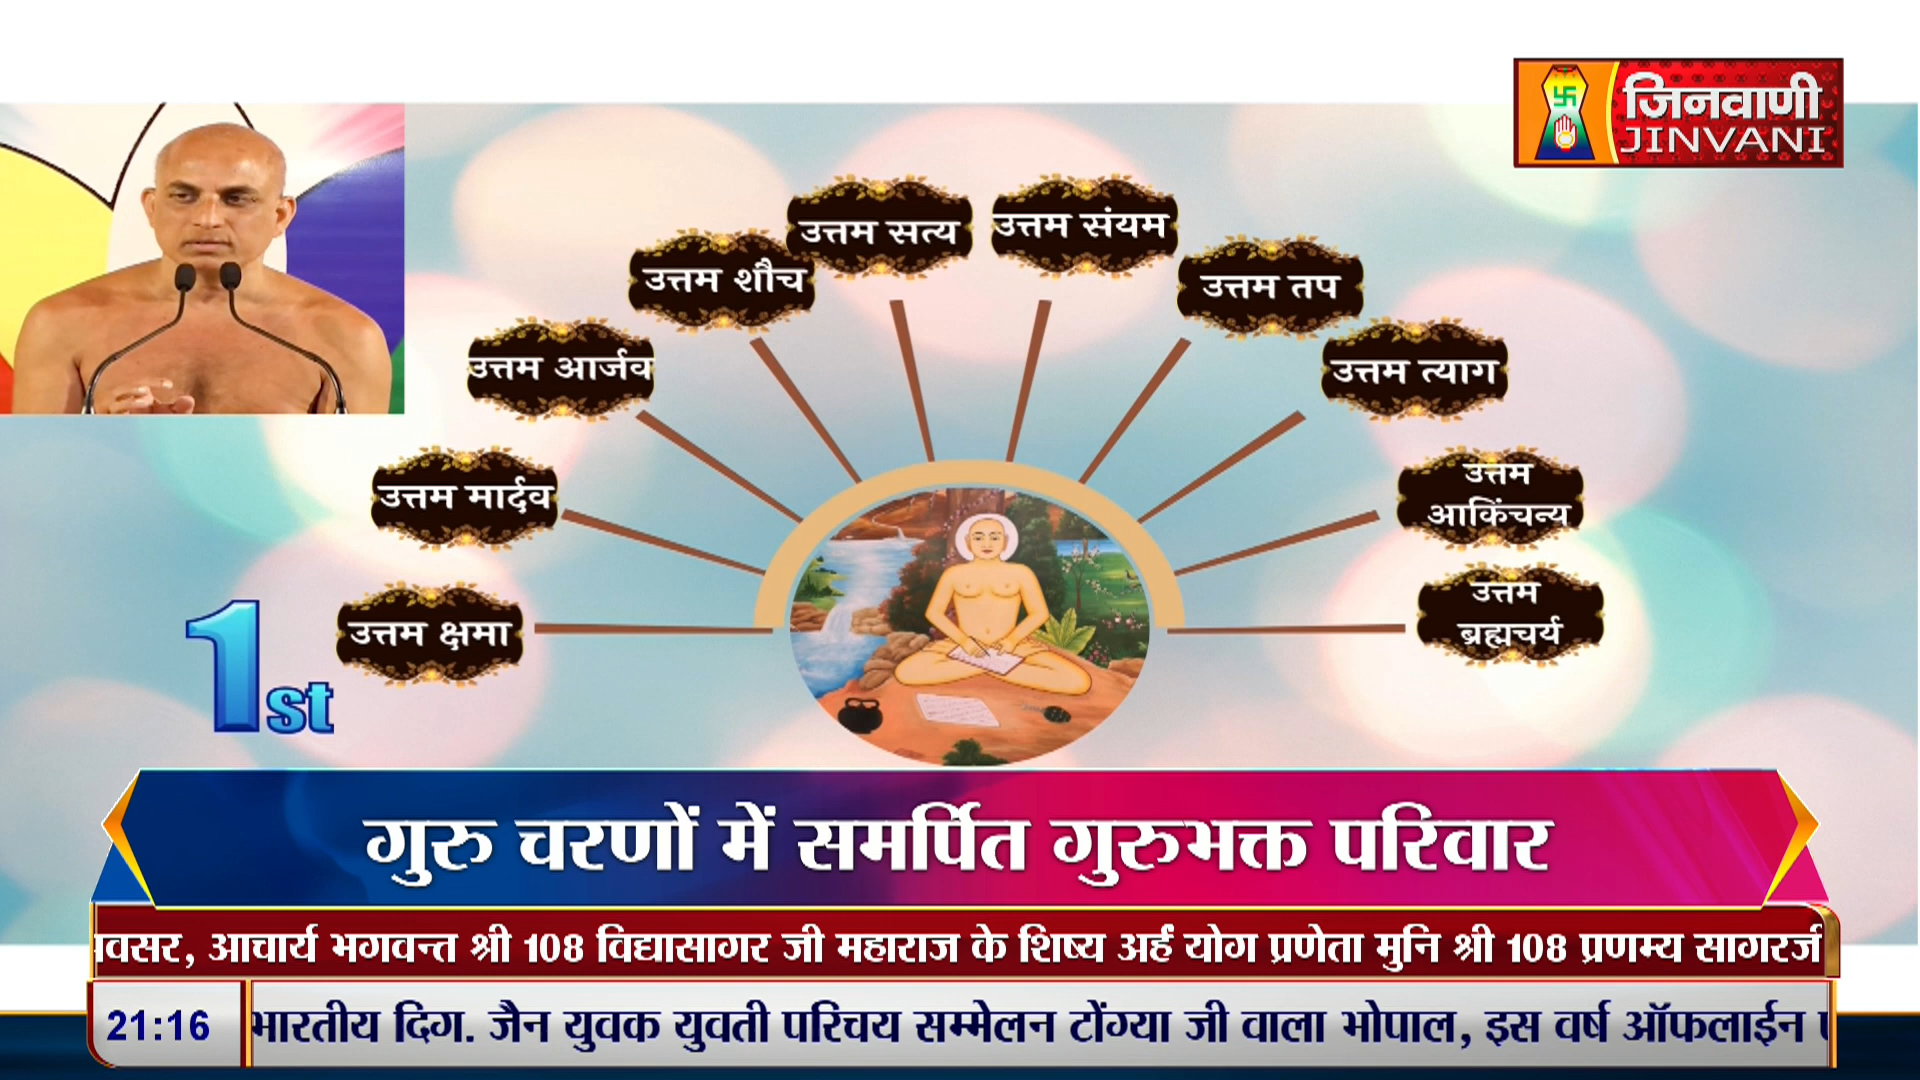 जिनवाणी
JINVANI
उत्तम सत्य
उत्तम संयम
उत्तम शौच
उत्तम तप
उत्तम आर्जव
उत्तम त्याग
उत्तम मार्दव
उत्तम
आकिंचन्य
उत्तम क्षमा
उत्तम
ब्रह्मचर्य
1st
गुरु चरणों में समर्पित गुरुभक्त परिवार
आचार्य भगवन्त श्री 108 विद्यासागर जी महाराज के शिष्य अर्हं योग प्रणेता मुनि श्री 108 प्रणम्य
21:16
भारतीय दिग. जैन युवक युवती परिचय सम्मेलन टोंग्या जी वाला भोपाल, इस वर्ष ऑफलाईन